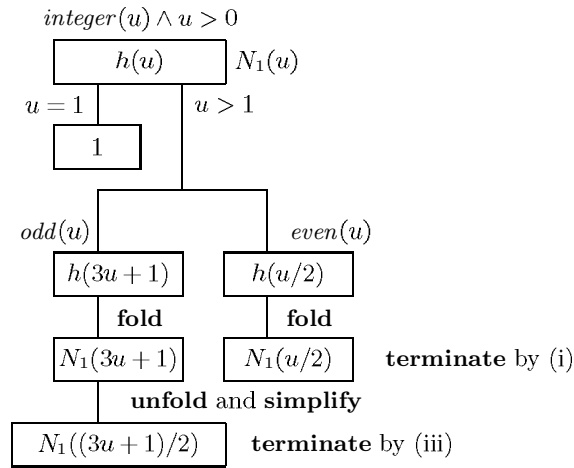 integer(u) ∧ u > 0
h(u) N₁(u)
u = 1 u > 1
1
odd(u) even(u)
h(3u + 1) h(u/2)
fold fold
N₁(3u + 1) N₁(u/2) terminate by (i)
unfold and simplify
N₁((3u + 1)/2) terminate by (iii)